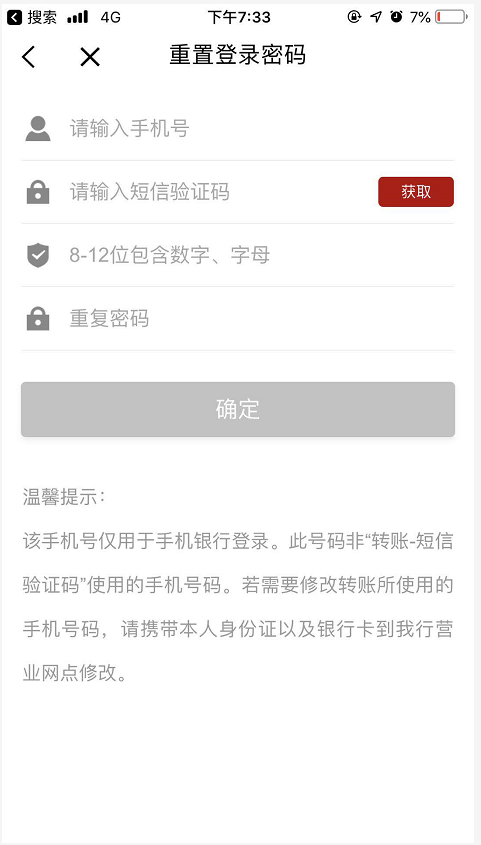 搜索 4G 下午7:33 7%
重置登录密码
请输入手机号
请输入短信验证码 获取
8-12位包含数字、字母
重复密码
确定
温馨提示：
该手机号仅用于手机银行登录。此号码非“转账-短信
验证码”使用的手机号码。若需要修改转账所使用的
手机号码，请携带本人身份证以及银行卡到我行营
业网点修改。